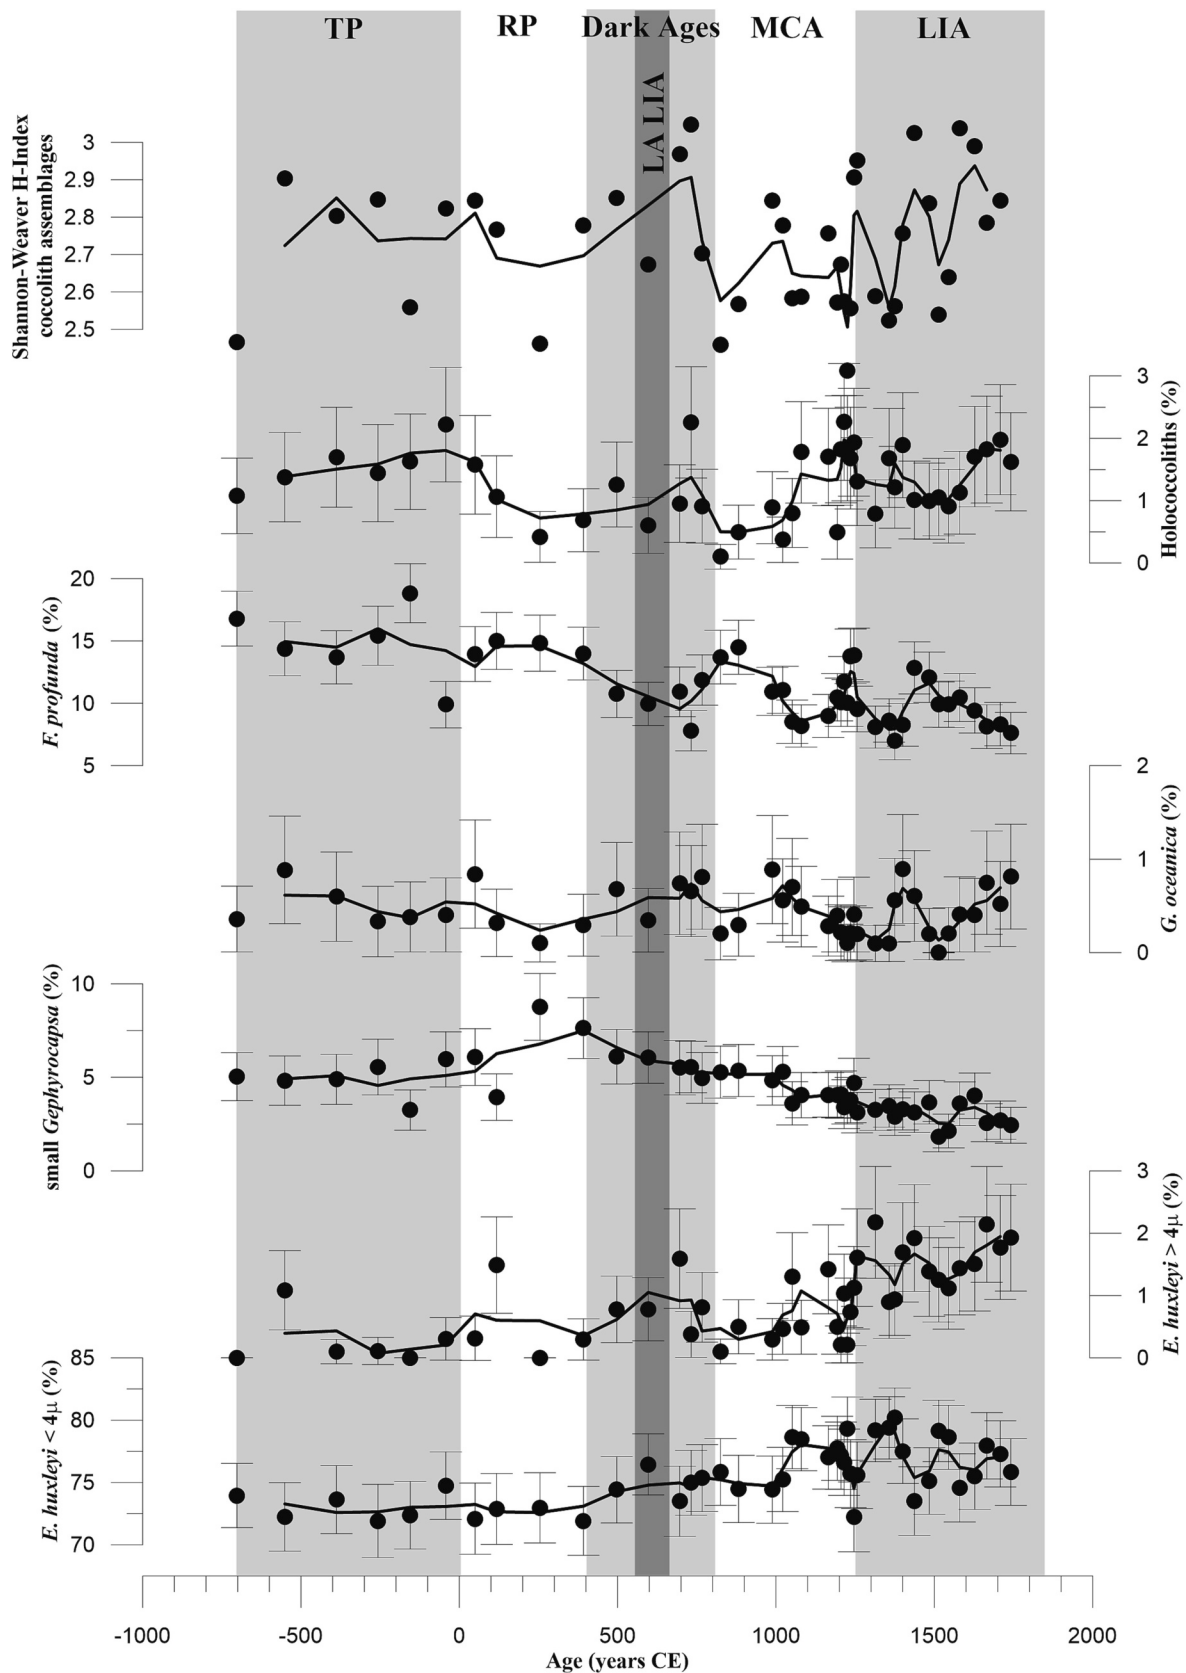 TP RP Dark Ages MCA LIA
LA LIA
Shannon-Weaver H-Index
coccolith assemblages
3
2.9
2.8
2.7
2.6
2.5
Holococcoliths (%)
3
2
1
0
F. profunda (%)
20
15
10
5
G. oceanica (%)
2
1
0
small Gephyrocapsa (%)
10
5
0
E. huxleyi > 4µ (%)
3
2
1
0
E. huxleyi < 4µ (%)
85
80
75
70
-1000 -500 0 500 1000 1500 2000
Age (years CE)